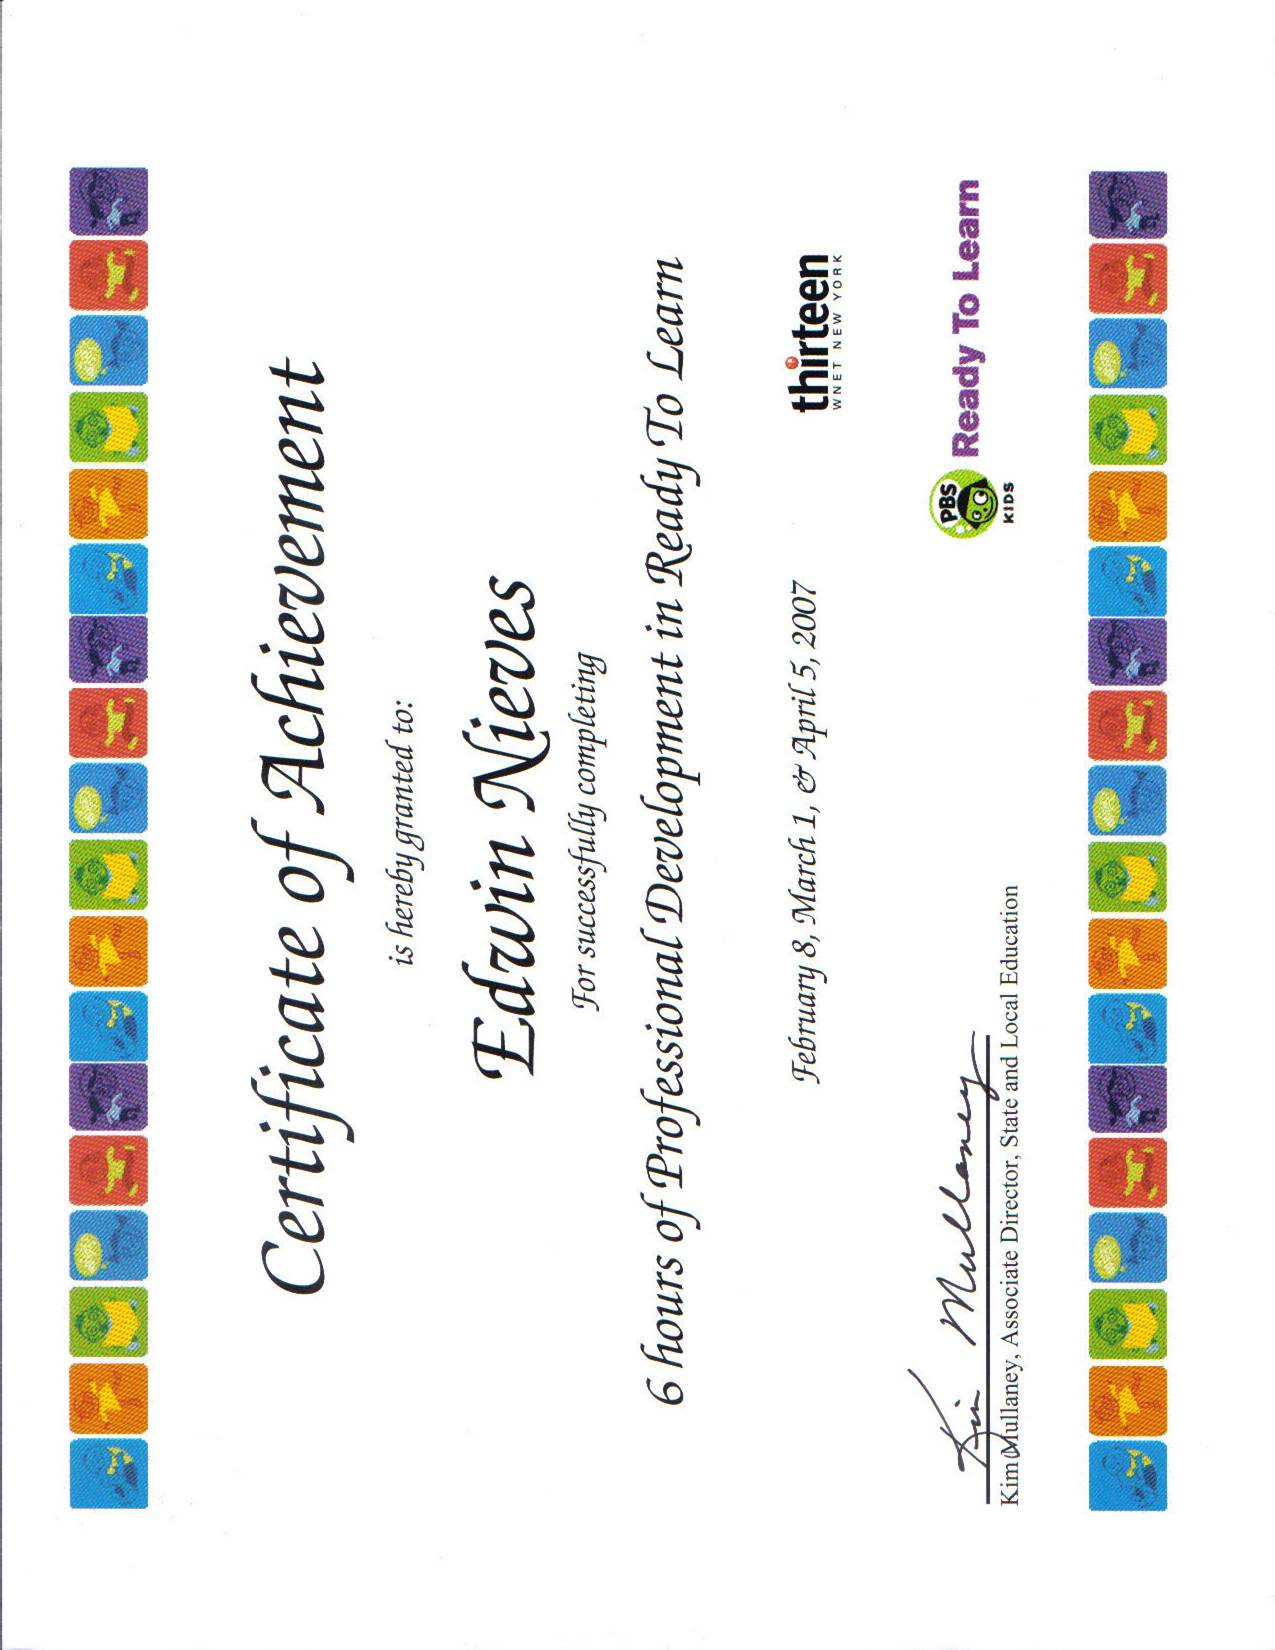 Certificate of Achievement
is hereby granted to:
Edwin Nieves
For successfully completing
6 hours of Professional Development in Ready To Learn
February 8, March 1, & April 5, 2007
thirteen
WNET NEW YORK
Kim Mullaney
Kim Mullaney, Associate Director, State and Local Education
PBS
KIDS
Ready To Learn